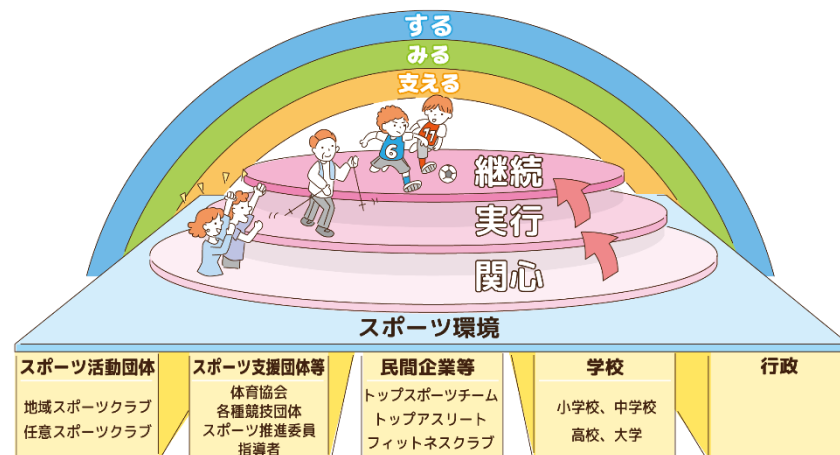 する
みる
支える
6
11
継続
実行
関心
スポーツ環境
スポーツ活動団体
地域スポーツクラブ
任意スポーツクラブ
スポーツ支援団体等
体育協会
各種競技団体
スポーツ推進委員
指導者
民間企業等
トップスポーツチーム
トップアスリート
フィットネスクラブ
学校
小学校、中学校
高校、大学
行政